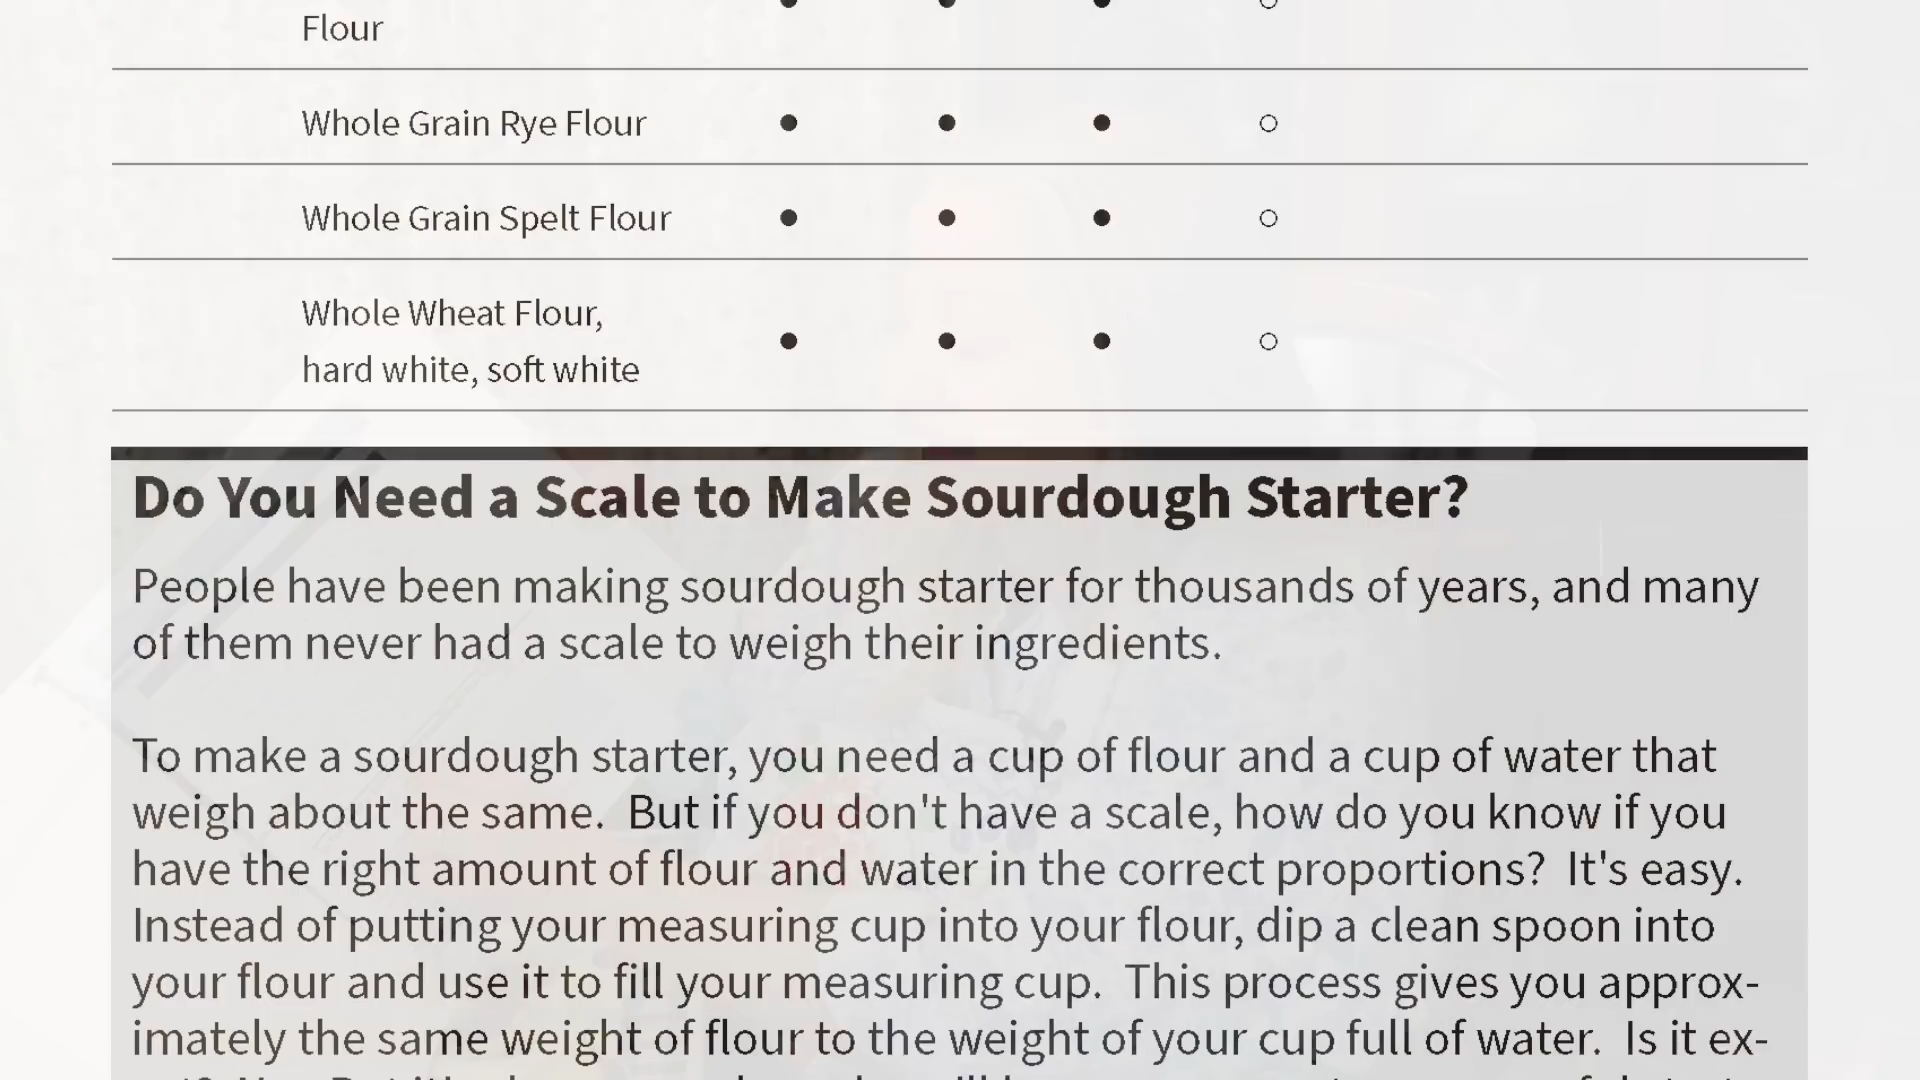 Flour
Whole Grain Rye Flour ● ● ● ○
Whole Grain Spelt Flour ● ● ● ○
Whole Wheat Flour,
hard white, soft white ● ● ● ○
Do You Need a Scale to Make Sourdough Starter?
People have been making sourdough starter for thousands of years, and many
of them never had a scale to weigh their ingredients.
To make a sourdough starter, you need a cup of flour and a cup of water that
weigh about the same.  But if you don't have a scale, how do you know if you
have the right amount of flour and water in the correct proportions?  It's easy.
Instead of putting your measuring cup into your flour, dip a clean spoon into
your flour and use it to fill your measuring cup.  This process gives you approx-
imately the same weight of flour to the weight of your cup full of water.  Is it ex-